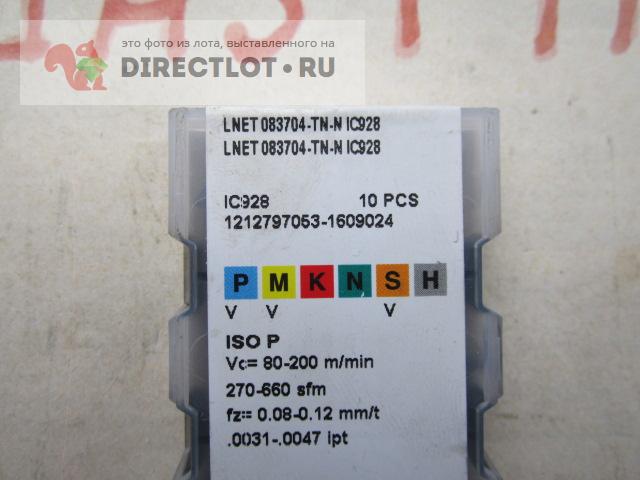 это фото из лота, выставленного на
DIRECTLOT.RU
LNET 083704-TN-N IC928
LNET 083704-TN-N IC928
IC928 10 PCS
1212797053-1609024
P M K N S H
V V V
ISO P
Vc= 80-200 m/min
270-660 sfm
fz= 0.08-0.12 mm/t
.0031-.0047 ipt